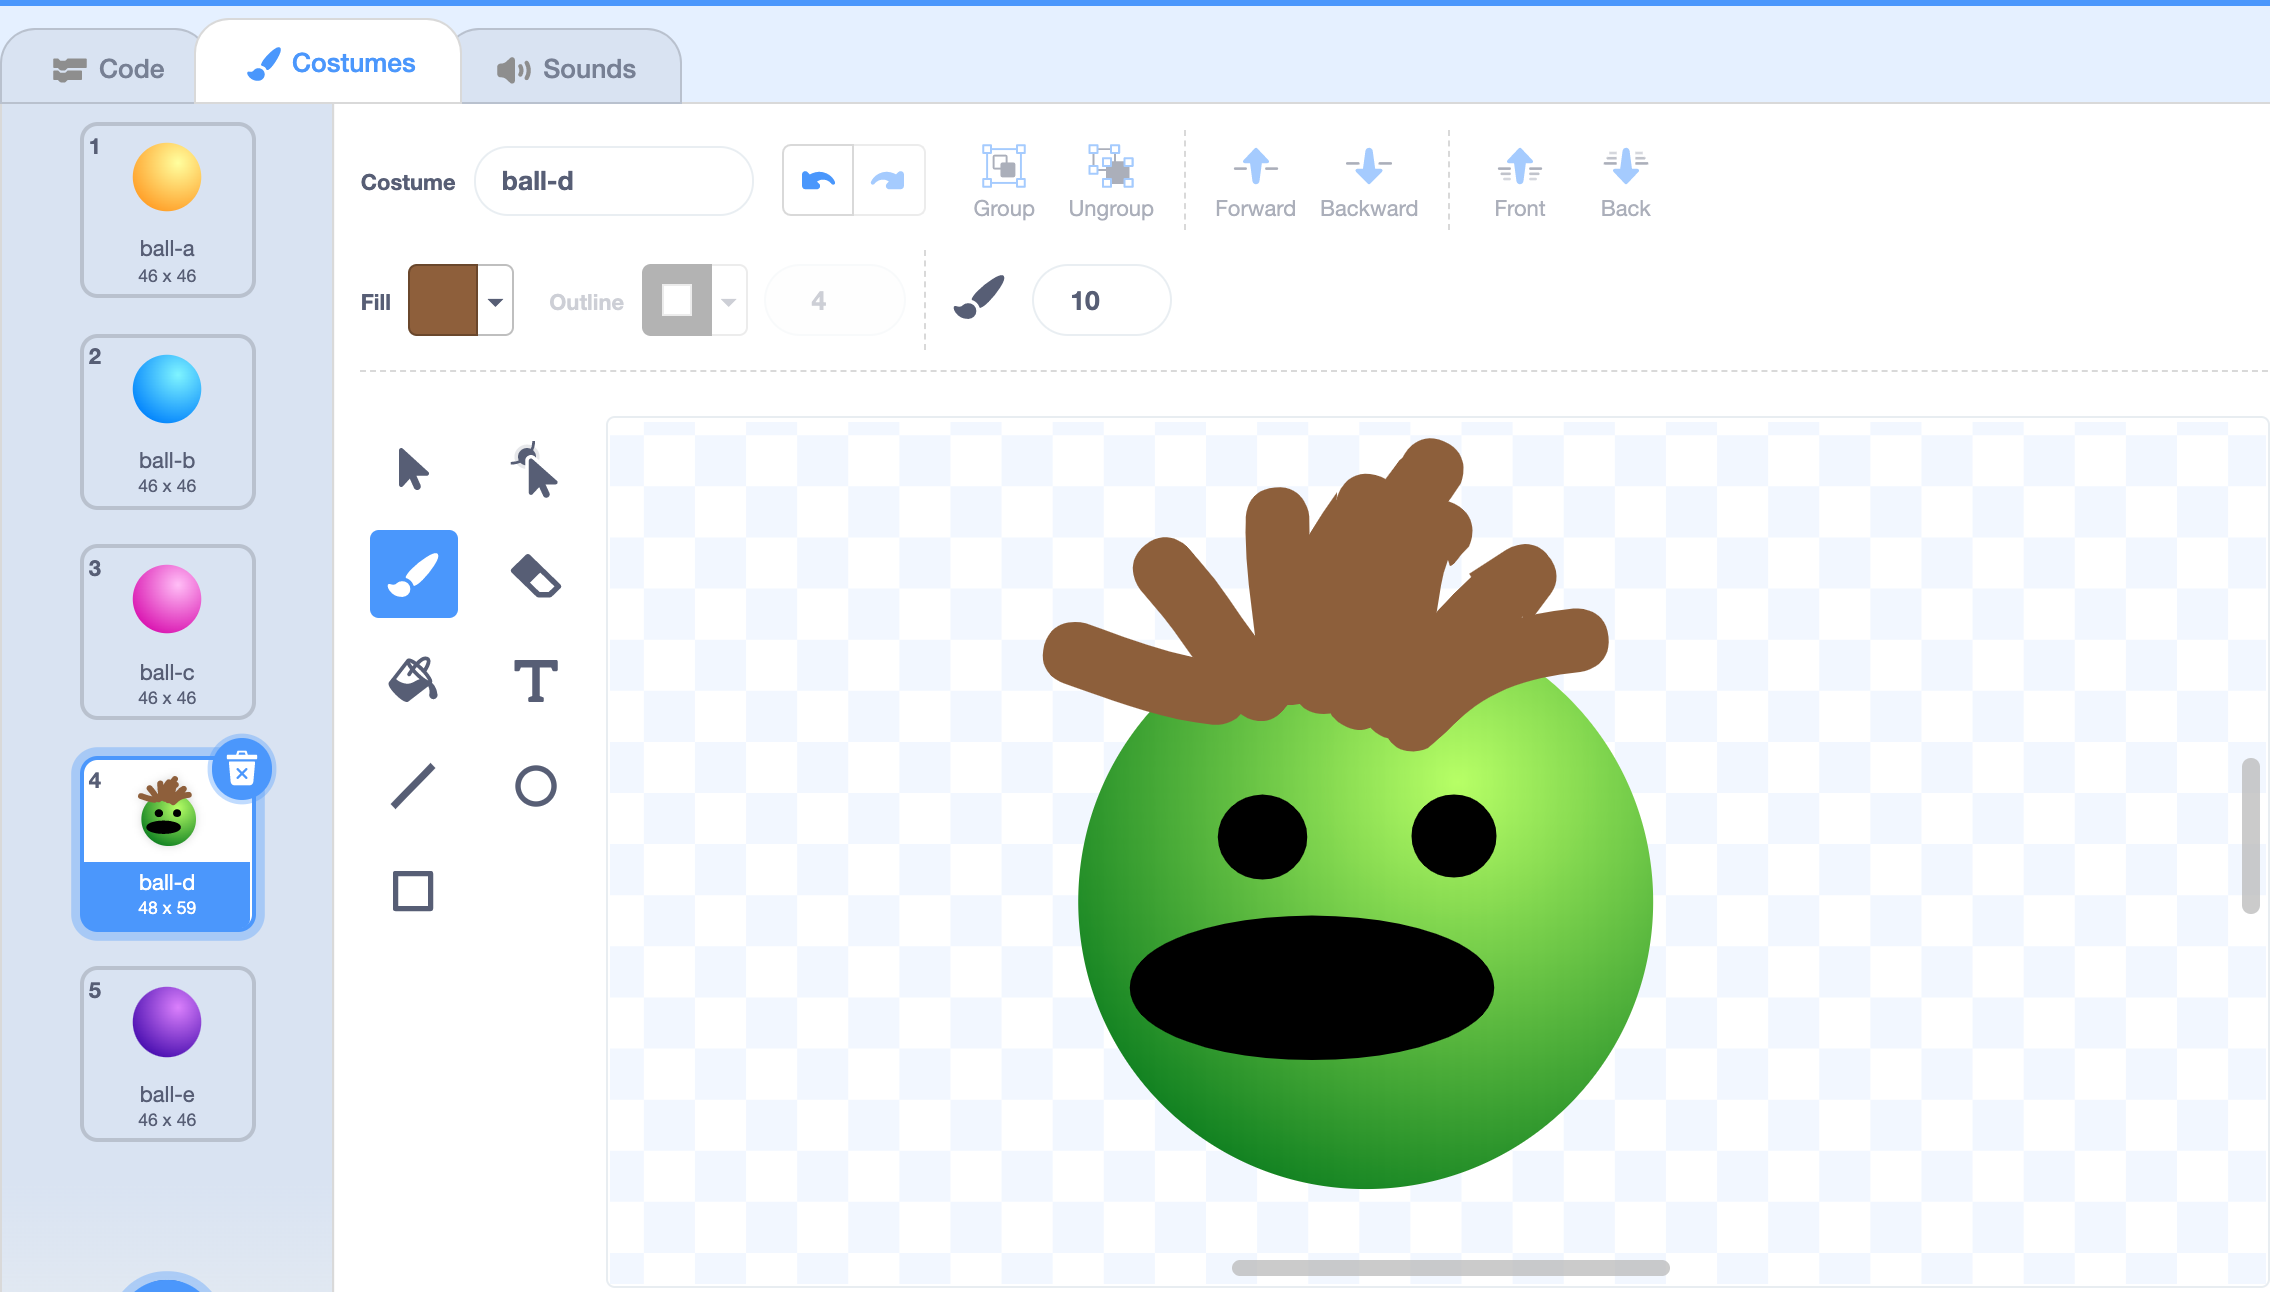 Code
Costumes
Sounds
1
ball-a
46 x 46
2
ball-b
46 x 46
3
ball-c
46 x 46
4
ball-d
48 x 59
5
ball-e
46 x 46
Costume
ball-d
Group
Ungroup
Forward
Backward
Front
Back
Fill
Outline
4
10
T